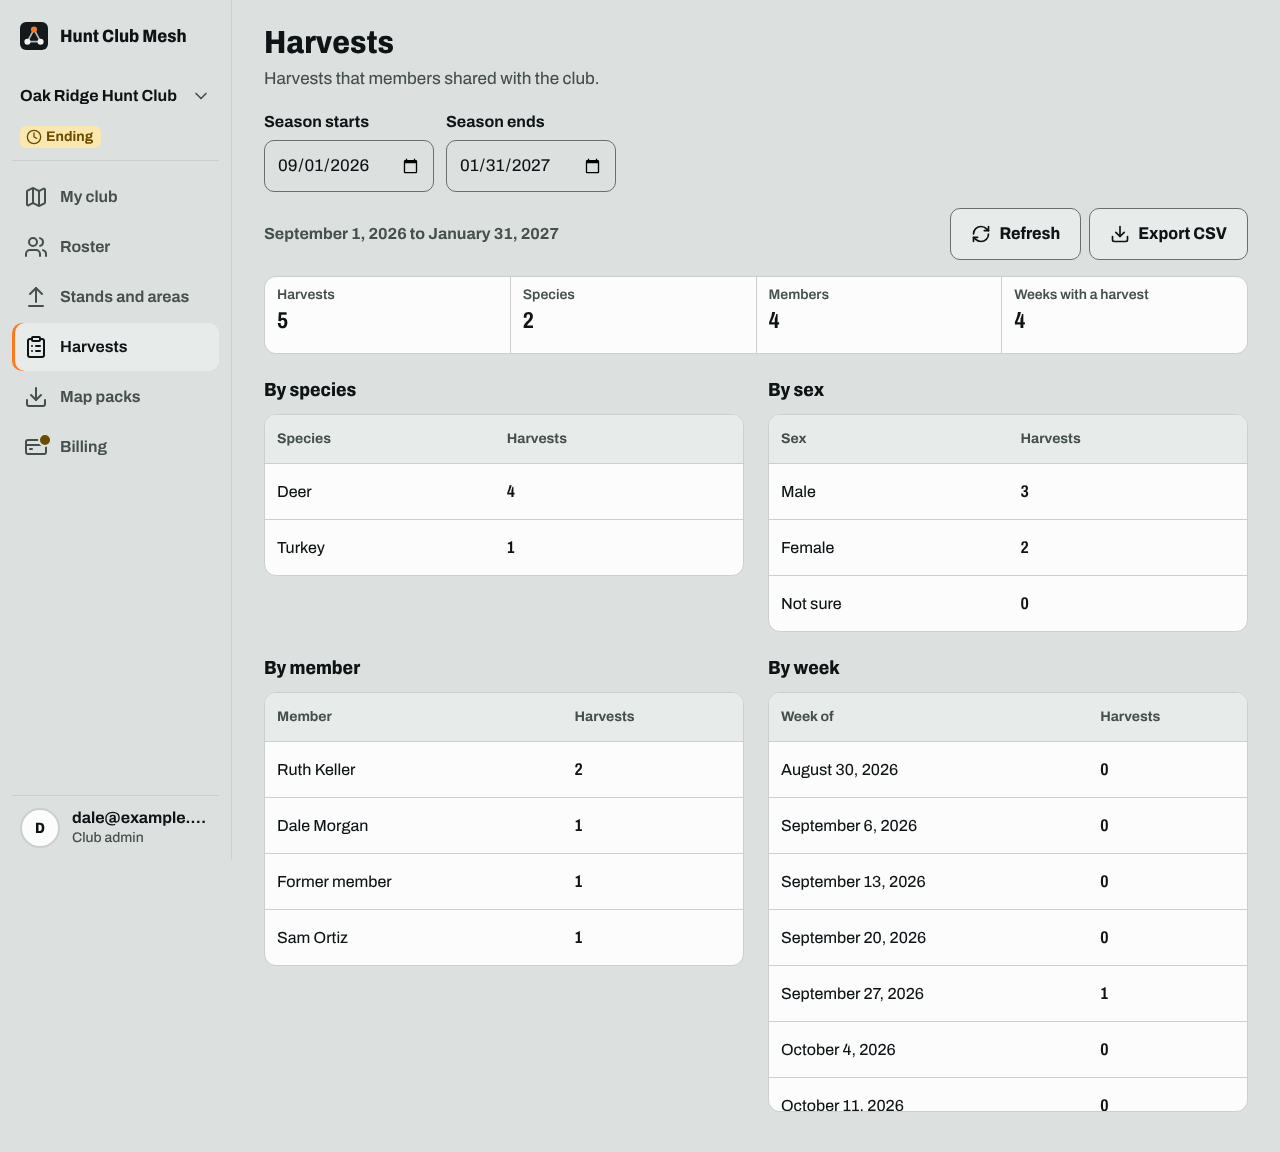 Hunt Club Mesh
Oak Ridge Hunt Club
Ending
My club
Roster
Stands and areas
Harvests
Map packs
Billing
D
dale@example....
Club admin
Harvests
Harvests that members shared with the club.
Season starts
Season ends
09/01/2026
01/31/2027
September 1, 2026 to January 31, 2027
Refresh
Export CSV
Harvests
5
Species
2
Members
4
Weeks with a harvest
4
By species
Species Harvests
Deer 4
Turkey 1
By sex
Sex Harvests
Male 3
Female 2
Not sure 0
By member
Member Harvests
Ruth Keller 2
Dale Morgan 1
Former member 1
Sam Ortiz 1
By week
Week of Harvests
August 30, 2026 0
September 6, 2026 0
September 13, 2026 0
September 20, 2026 0
September 27, 2026 1
October 4, 2026 0
October 11, 2026 0